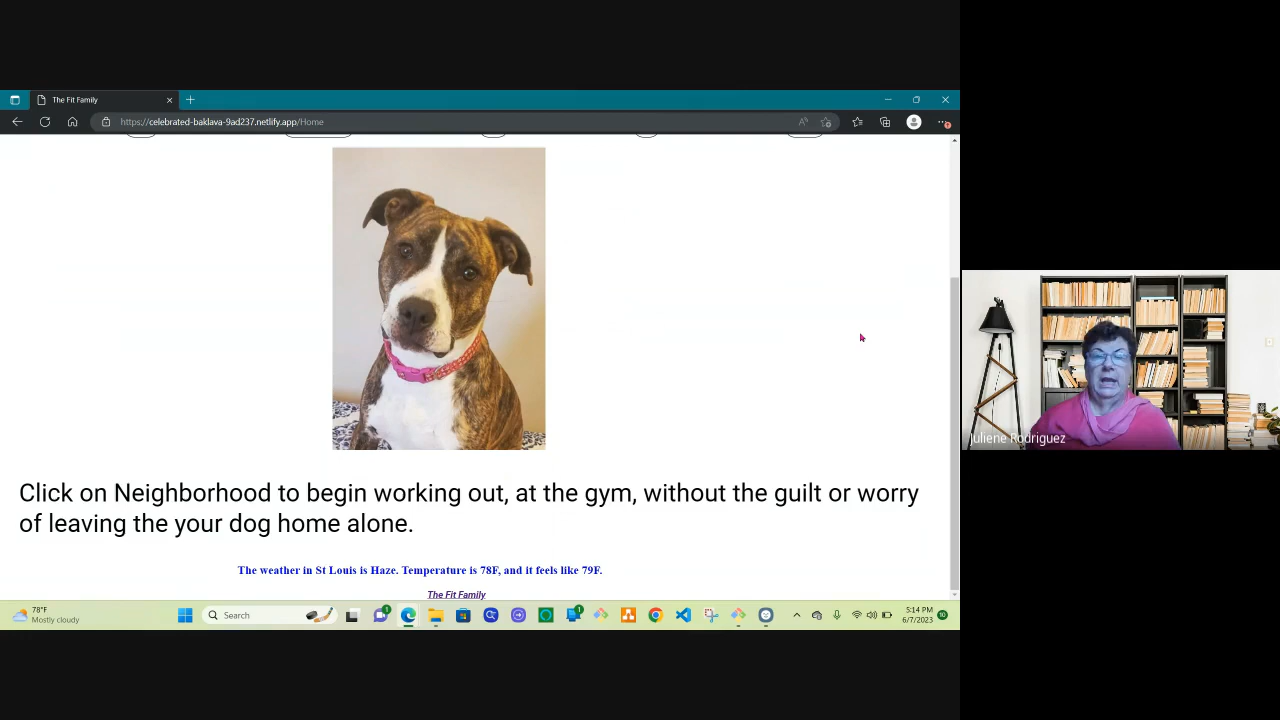 The Fit Family
https://celebrated-baklava-9ad237.netlify.app/Home
Click on Neighborhood to begin working out, at the gym, without the guilt or worry
of leaving the your dog home alone.
The weather in St Louis is Haze. Temperature is 78F, and it feels like 79F.
The Fit Family
Juliene Rodriguez
78°F
Mostly cloudy
Search
1
1
5:14 PM
6/7/2023
10